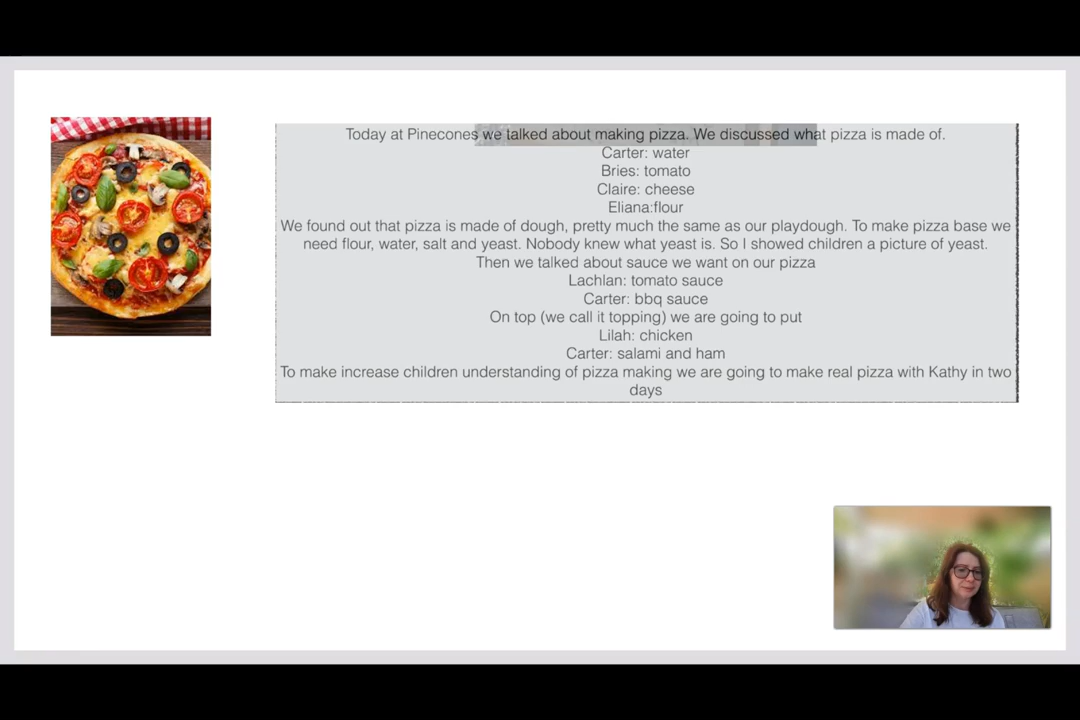 Today at Pinecones we talked about making pizza. We discussed what pizza is made of.
Carter: water
Bries: tomato
Claire: cheese
Eliana:flour
We found out that pizza is made of dough, pretty much the same as our playdough. To make pizza base we
need flour, water, salt and yeast. Nobody knew what yeast is. So I showed children a picture of yeast.
Then we talked about sauce we want on our pizza
Lachlan: tomato sauce
Carter: bbq sauce
On top (we call it topping) we are going to put
Lilah: chicken
Carter: salami and ham
To make increase children understanding of pizza making we are going to make real pizza with Kathy in two
days